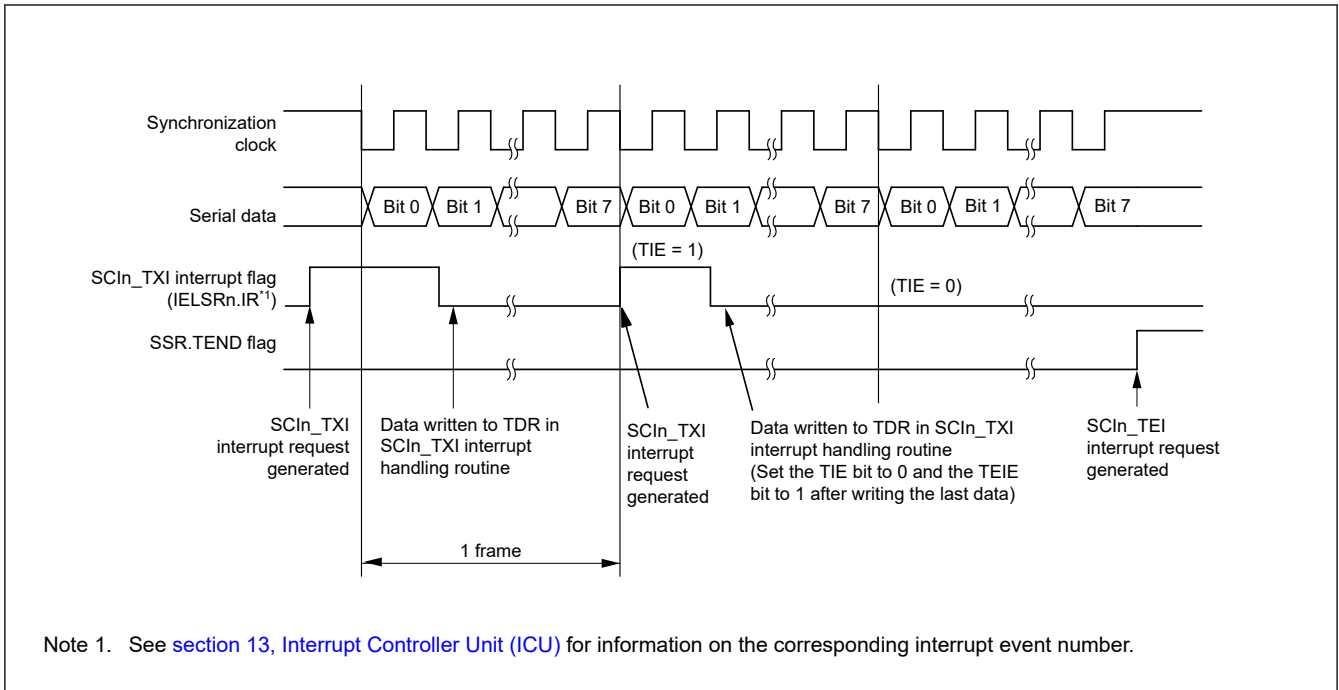 Synchronization
clock
Serial data
Bit 0 Bit 1 Bit 7 Bit 0 Bit 1 Bit 7 Bit 0 Bit 1 Bit 7
(TIE = 1)
SCIn_TXI interrupt flag
(IELSRn.IR*1)
(TIE = 0)
SSR.TEND flag
SCIn_TXI
interrupt request
generated
Data written to TDR in
SCIn_TXI interrupt
handling routine
SCIn_TXI
interrupt
request
generated
Data written to TDR in SCIn_TXI
interrupt handling routine
(Set the TIE bit to 0 and the TEIE
bit to 1 after writing the last data)
SCIn_TEI
interrupt request
generated
1 frame
Note 1. See section 13, Interrupt Controller Unit (ICU) for information on the corresponding interrupt event number.